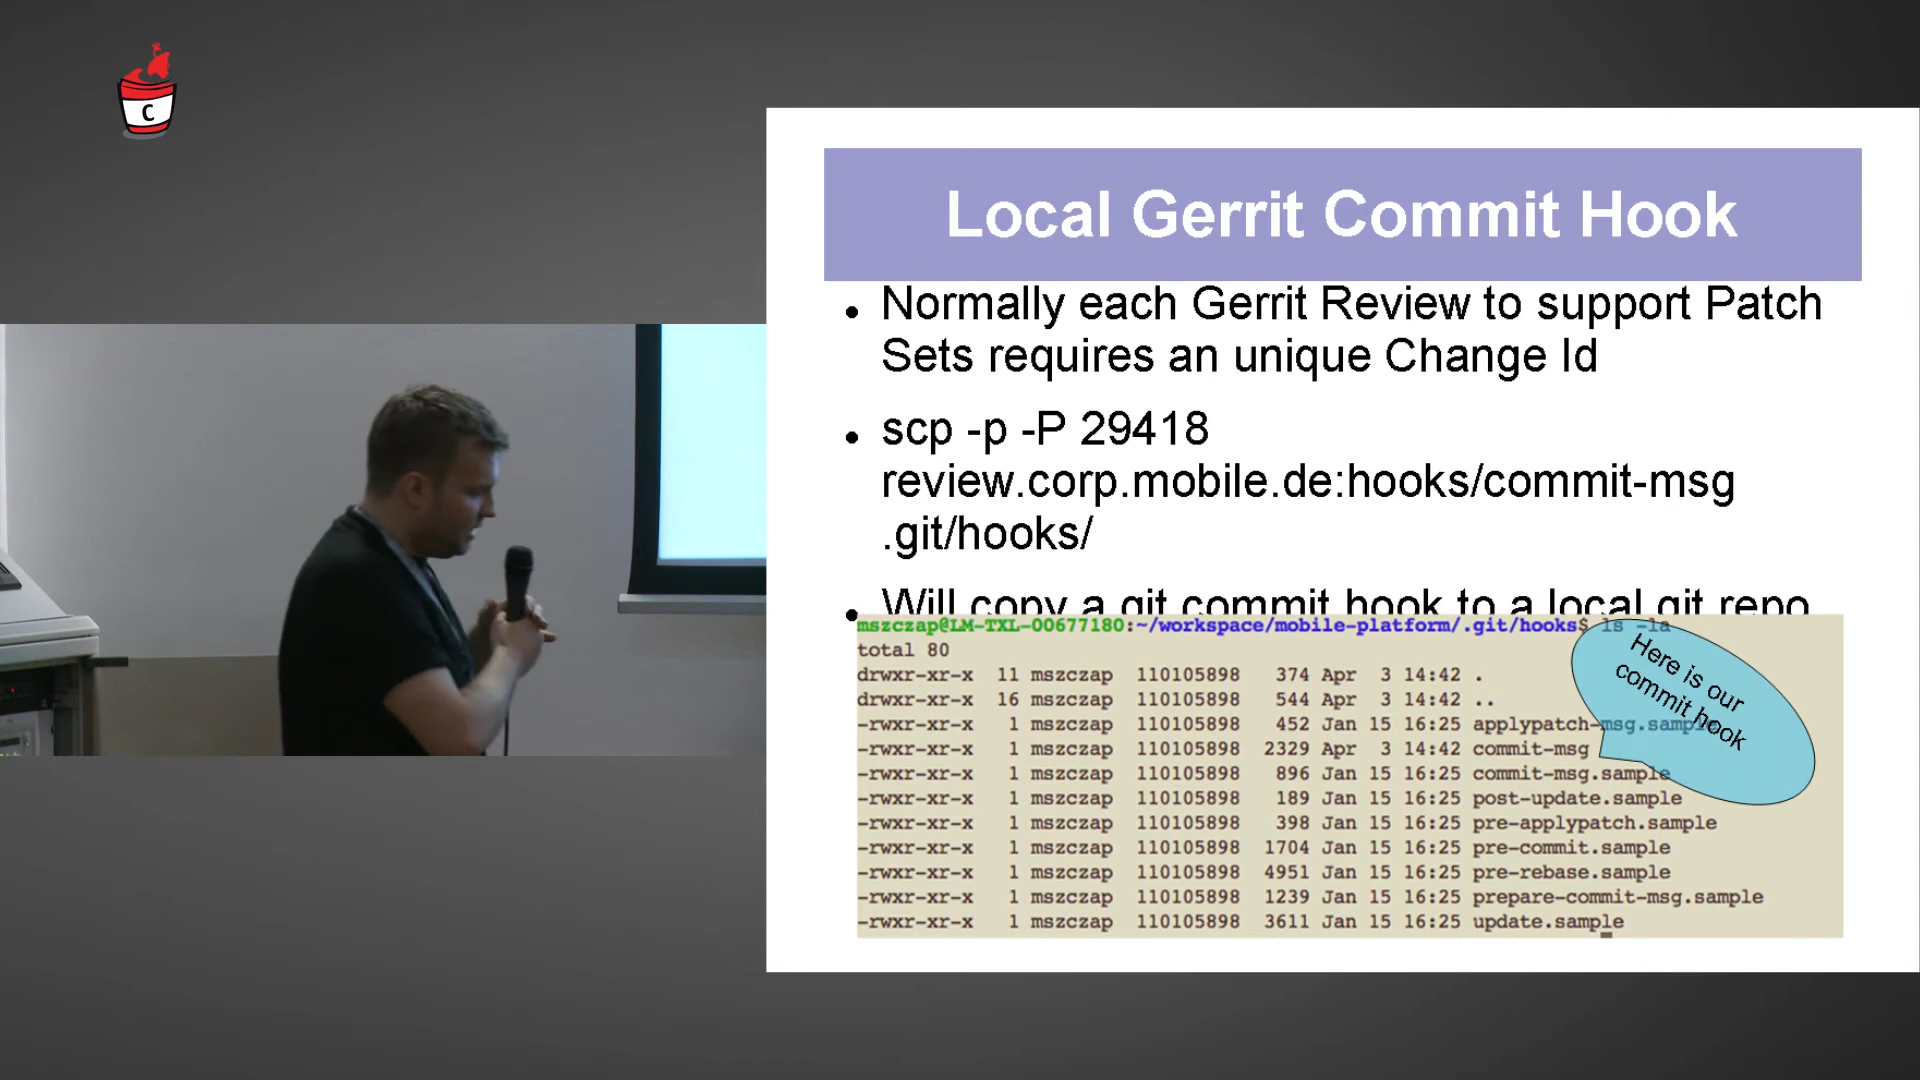 C
Local Gerrit Commit Hook
Normally each Gerrit Review to support Patch
Sets requires an unique Change Id
scp -p -P 29418
review.corp.mobile.de:hooks/commit-msg
.git/hooks/
Will copy a git commit hook to a local git repo
mszczap@LM-TXL-00677180:~/workspace/mobile-platform/.git/hooks$ ls -la
total 80
drwxr-xr-x 11 mszczap 110105898 374 Apr 3 14:42 .
drwxr-xr-x 16 mszczap 110105898 544 Apr 3 14:42 ..
-rwxr-xr-x 1 mszczap 110105898 452 Jan 15 16:25 applypatch-msg.sample
-rwxr-xr-x 1 mszczap 110105898 2329 Apr 3 14:42 commit-msg
-rwxr-xr-x 1 mszczap 110105898 896 Jan 15 16:25 commit-msg.sample
-rwxr-xr-x 1 mszczap 110105898 189 Jan 15 16:25 post-update.sample
-rwxr-xr-x 1 mszczap 110105898 398 Jan 15 16:25 pre-applypatch.sample
-rwxr-xr-x 1 mszczap 110105898 1704 Jan 15 16:25 pre-commit.sample
-rwxr-xr-x 1 mszczap 110105898 4951 Jan 15 16:25 pre-rebase.sample
-rwxr-xr-x 1 mszczap 110105898 1239 Jan 15 16:25 prepare-commit-msg.sample
-rwxr-xr-x 1 mszczap 110105898 3611 Jan 15 16:25 update.sample
Here is our
commit hook